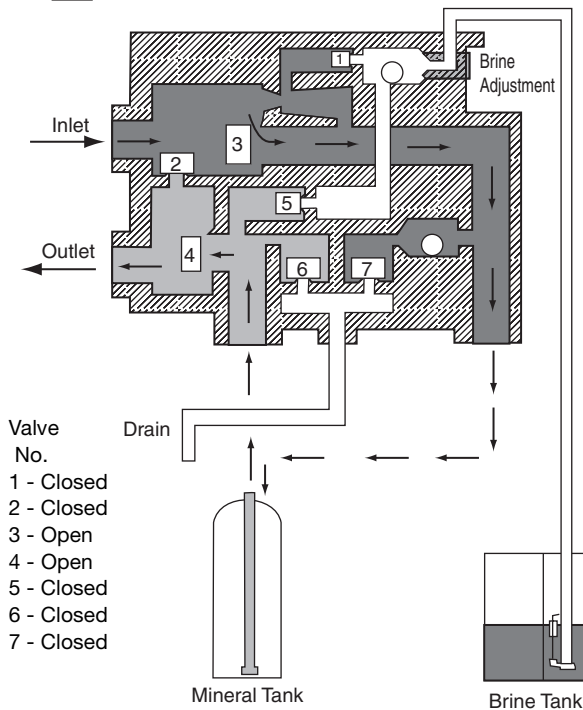 1
Brine
Adjustment
Inlet
3
2
5
Outlet
4
6
7
Valve
No.
1 - Closed
2 - Closed
3 - Open
4 - Open
5 - Closed
6 - Closed
7 - Closed
Drain
Mineral Tank
Brine Tank